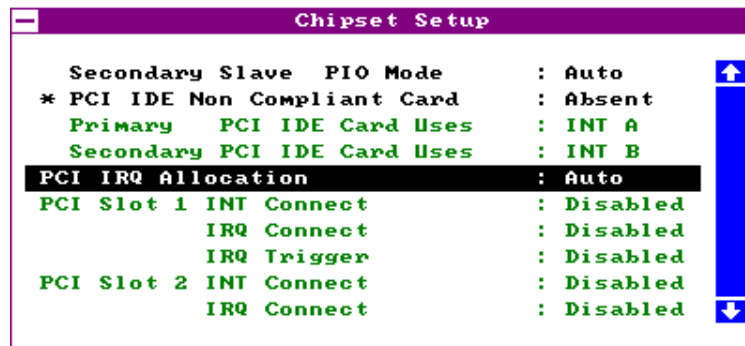 Chipset Setup
Secondary Slave PIO Mode : Auto
* PCI IDE Non Compliant Card : Absent
Primary PCI IDE Card Uses : INT A
Secondary PCI IDE Card Uses : INT B
PCI IRQ Allocation : Auto
PCI Slot 1 INT Connect : Disabled
IRQ Connect : Disabled
IRQ Trigger : Disabled
PCI Slot 2 INT Connect : Disabled
IRQ Connect : Disabled